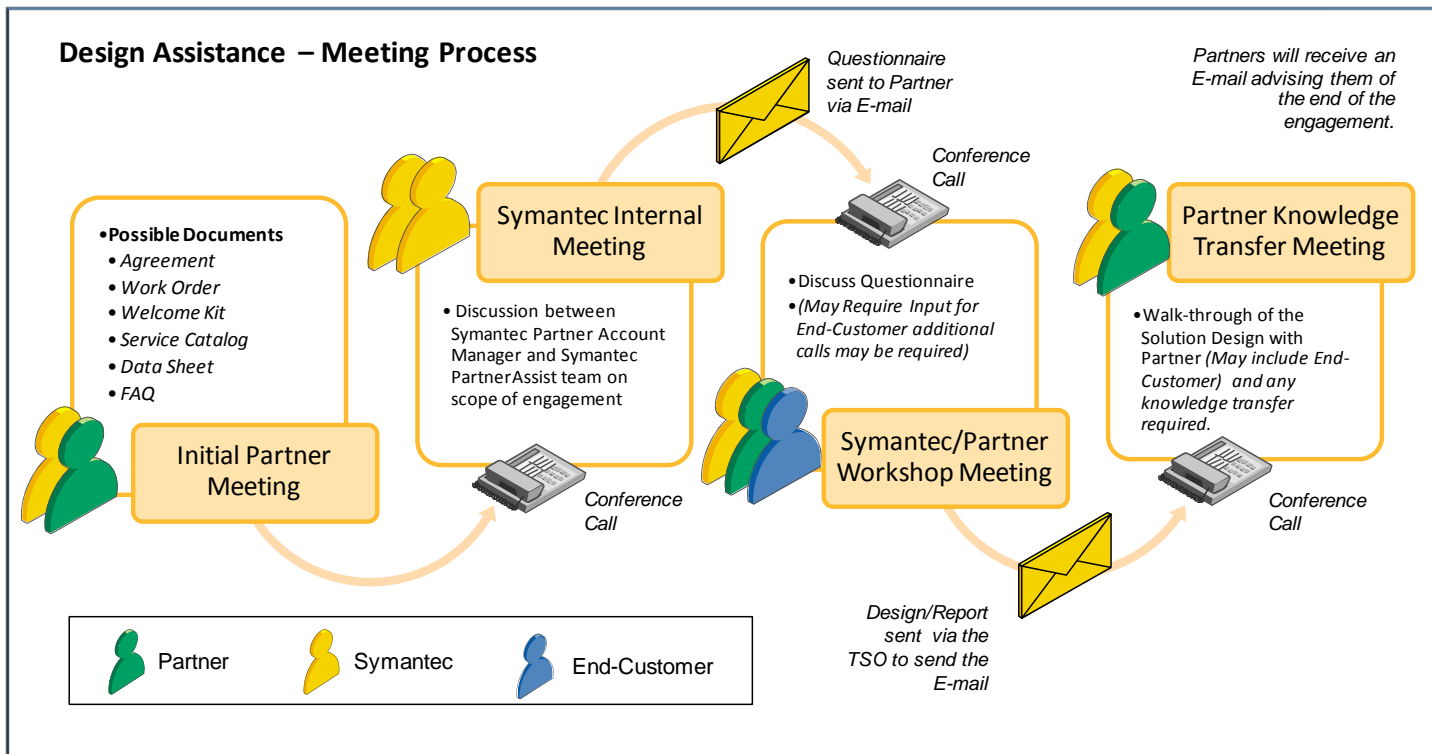 Design Assistance – Meeting Process
•Possible Documents
•Agreement
•Work Order
•Welcome Kit
•Service Catalog
•Data Sheet
•FAQ
Initial Partner
Meeting
Symantec Internal
Meeting
• Discussion between
Symantec Partner Account
Manager and Symantec
PartnerAssist team on
scope of engagement
Conference
Call
Questionnaire
sent to Partner
via E-mail
Conference
Call
•Discuss Questionnaire
•(May Require Input for
End-Customer additional
calls may be required)
Symantec/Partner
Workshop Meeting
Design/Report
sent via the
TSO to send the
E-mail
Partners will receive an
E-mail advising them of
the end of the
engagement.
Partner Knowledge
Transfer Meeting
•Walk-through of the
Solution Design with
Partner (May include End-
Customer) and any
knowledge transfer
required.
Conference
Call
Partner
Symantec
End-Customer